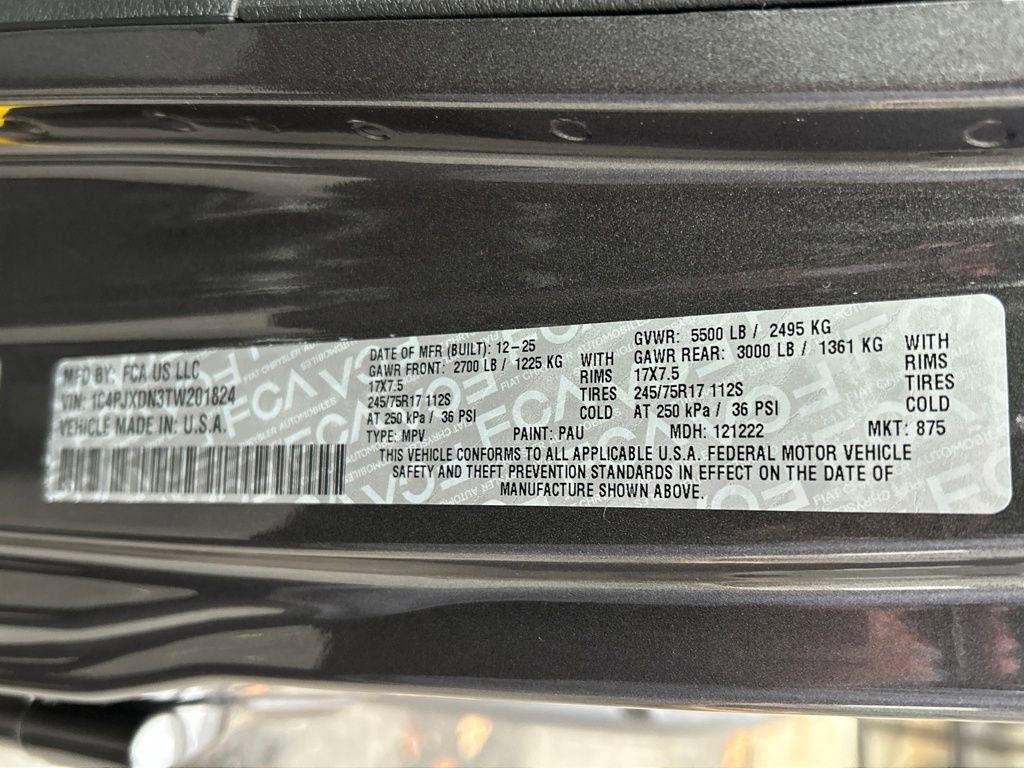 MFD BY: FCA US LLC
VIN: 1C4PJXDN3TW201824
VEHICLE MADE IN: U.S.A.
DATE OF MFR (BUILT): 12-25
GAWR FRONT: 2700 LB / 1225 KG
17X7.5
245/75R17 112S
AT 250 kPa / 36 PSI
WITH
RIMS
TIRES
COLD
GVWR: 5500 LB / 2495 KG
GAWR REAR: 3000 LB / 1361 KG
17X7.5
245/75R17 112S
AT 250 kPa / 36 PSI
WITH
RIMS
TIRES
COLD
TYPE: MPV PAINT: PAU MDH: 121222 MKT: 875
THIS VEHICLE CONFORMS TO ALL APPLICABLE U.S.A. FEDERAL MOTOR VEHICLE
SAFETY AND THEFT PREVENTION STANDARDS IN EFFECT ON THE DATE OF
MANUFACTURE SHOWN ABOVE.